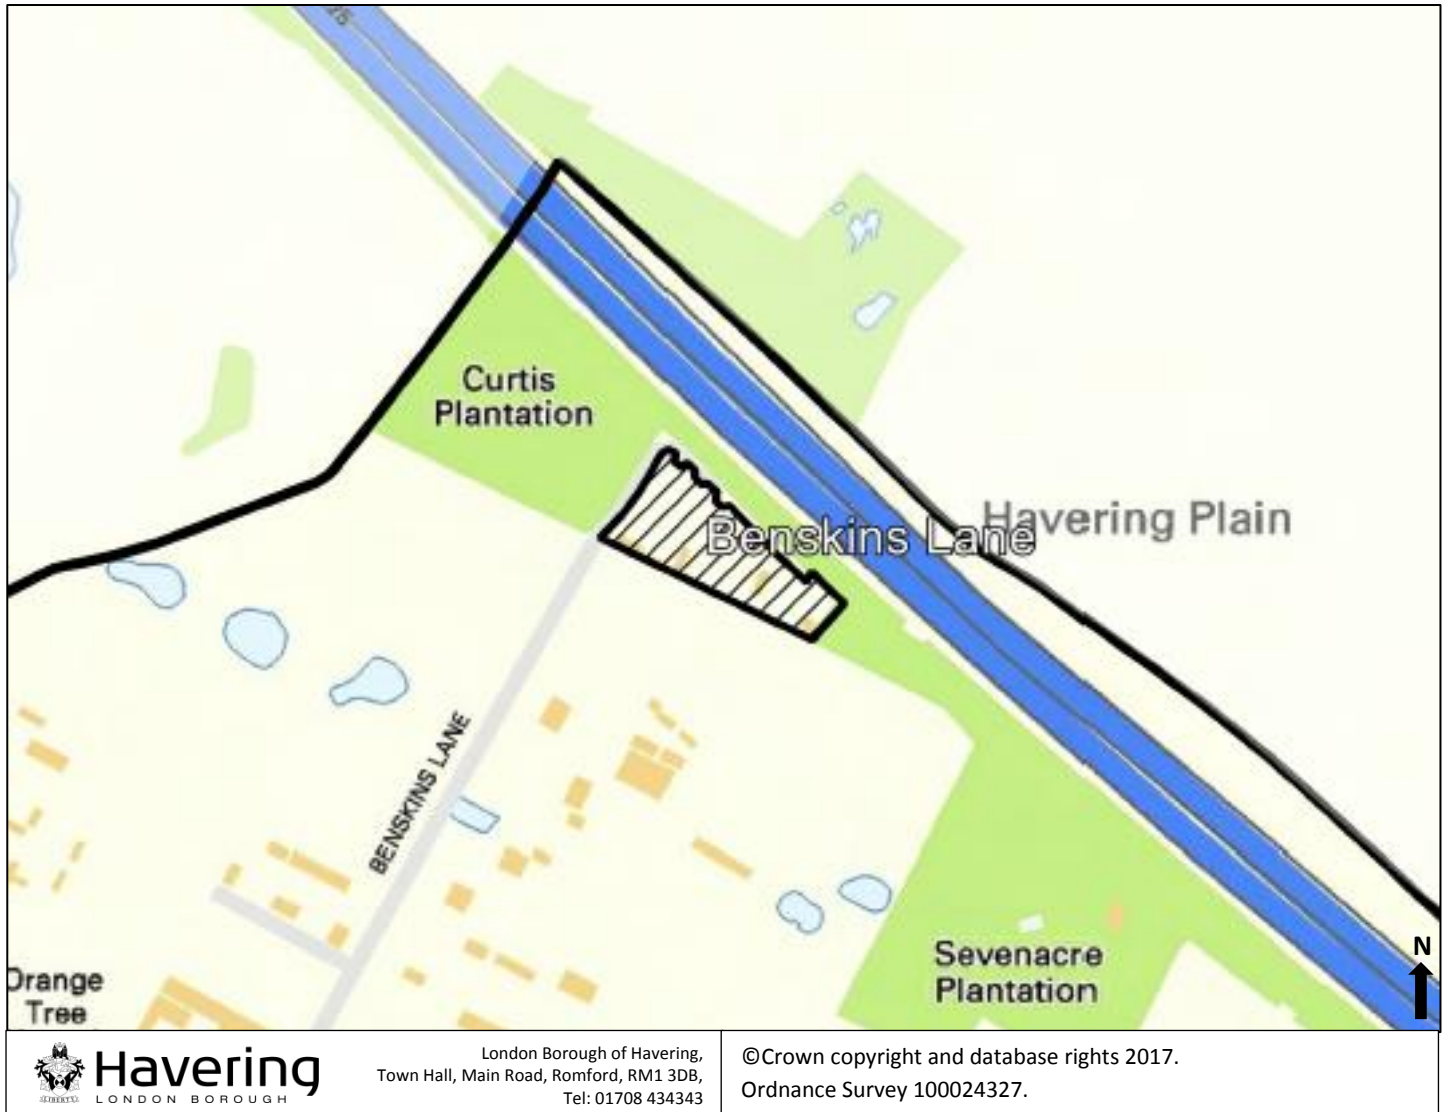 25
Curtis
Plantation
Benskins Lane
Havering Plain
BENSKINS LANE
Orange
Tree
Sevenacre
Plantation
N
LIBERTY
Havering
LONDON BOROUGH
London Borough of Havering,
Town Hall, Main Road, Romford, RM1 3DB,
Tel: 01708 434343
©Crown copyright and database rights 2017.
Ordnance Survey 100024327.